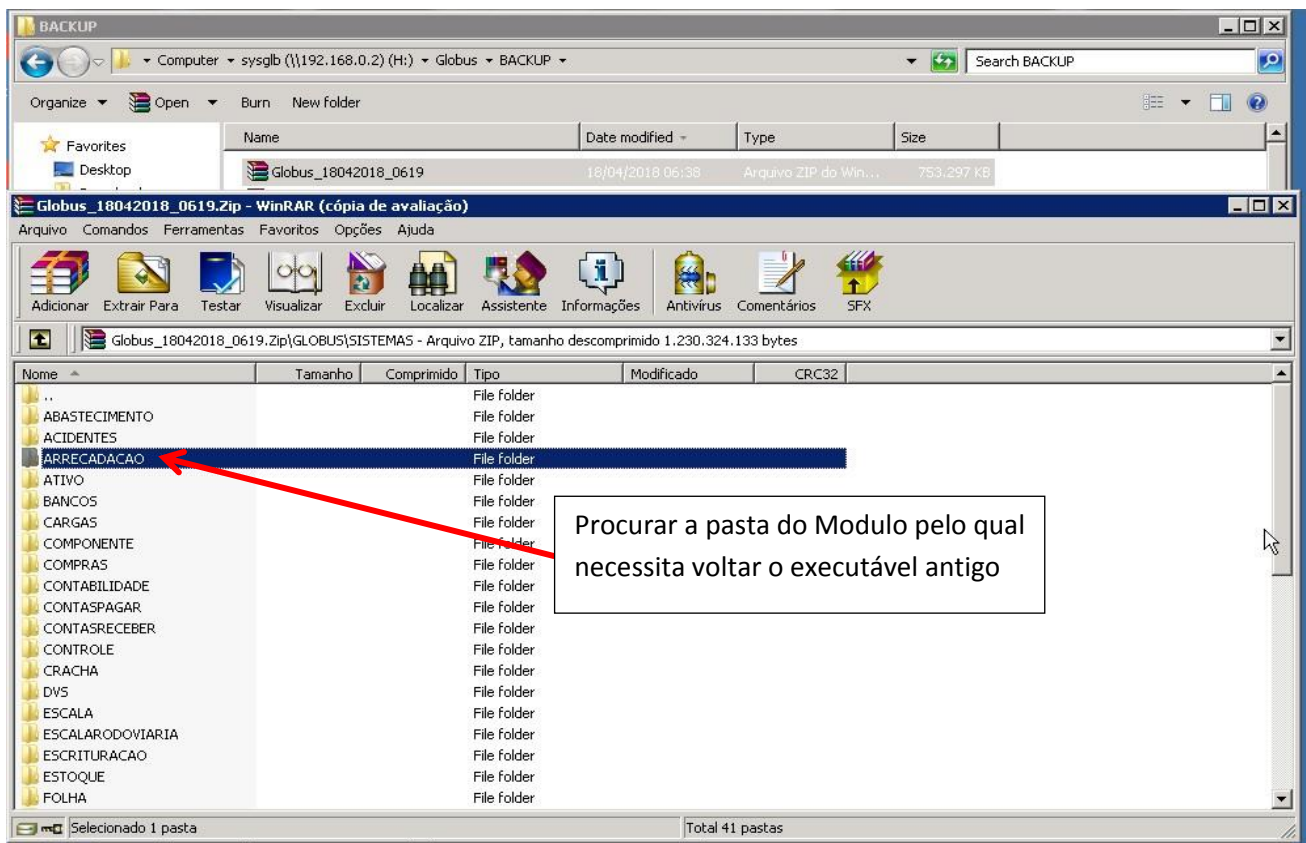 BACKUP
Computer sysglb (\\192.168.0.2) (H:) Globus BACKUP
Search BACKUP
Organize Open Burn New folder
Favorites
Desktop
Name Date modified Type Size
Globus_18042018_0619 18/04/2018 06:38 Arquivo ZIP do Win... 753.297 KB
Globus_18042018_0619.Zip - WinRAR (cópia de avaliação)
Arquivo Comandos Ferramentas Favoritos Opções Ajuda
Adicionar Extrair Para Testar Visualizar Excluir Localizar Assistente Informações Antivírus Comentários SFX
Globus_18042018_0619.Zip\GLOBUS\SISTEMAS - Arquivo ZIP, tamanho descomprimido 1.230.324.133 bytes
Nome Tamanho Comprimido Tipo Modificado CRC32
.. File folder
ABASTECIMENTO File folder
ACIDENTES File folder
ARRECADACAO File folder
ATIVO File folder
BANCOS File folder
CARGAS File folder
COMPONENTE File folder
COMPRAS File folder
CONTABILIDADE File folder
CONTASPAGAR File folder
CONTASRECEBER File folder
CONTROLE File folder
CRACHA File folder
DVS File folder
ESCALA File folder
ESCALARODOVIARIA File folder
ESCRITURACAO File folder
ESTOQUE File folder
FOLHA File folder
Procurar a pasta do Modulo pelo qual
necessita voltar o executável antigo
Selecionado 1 pasta Total 41 pastas